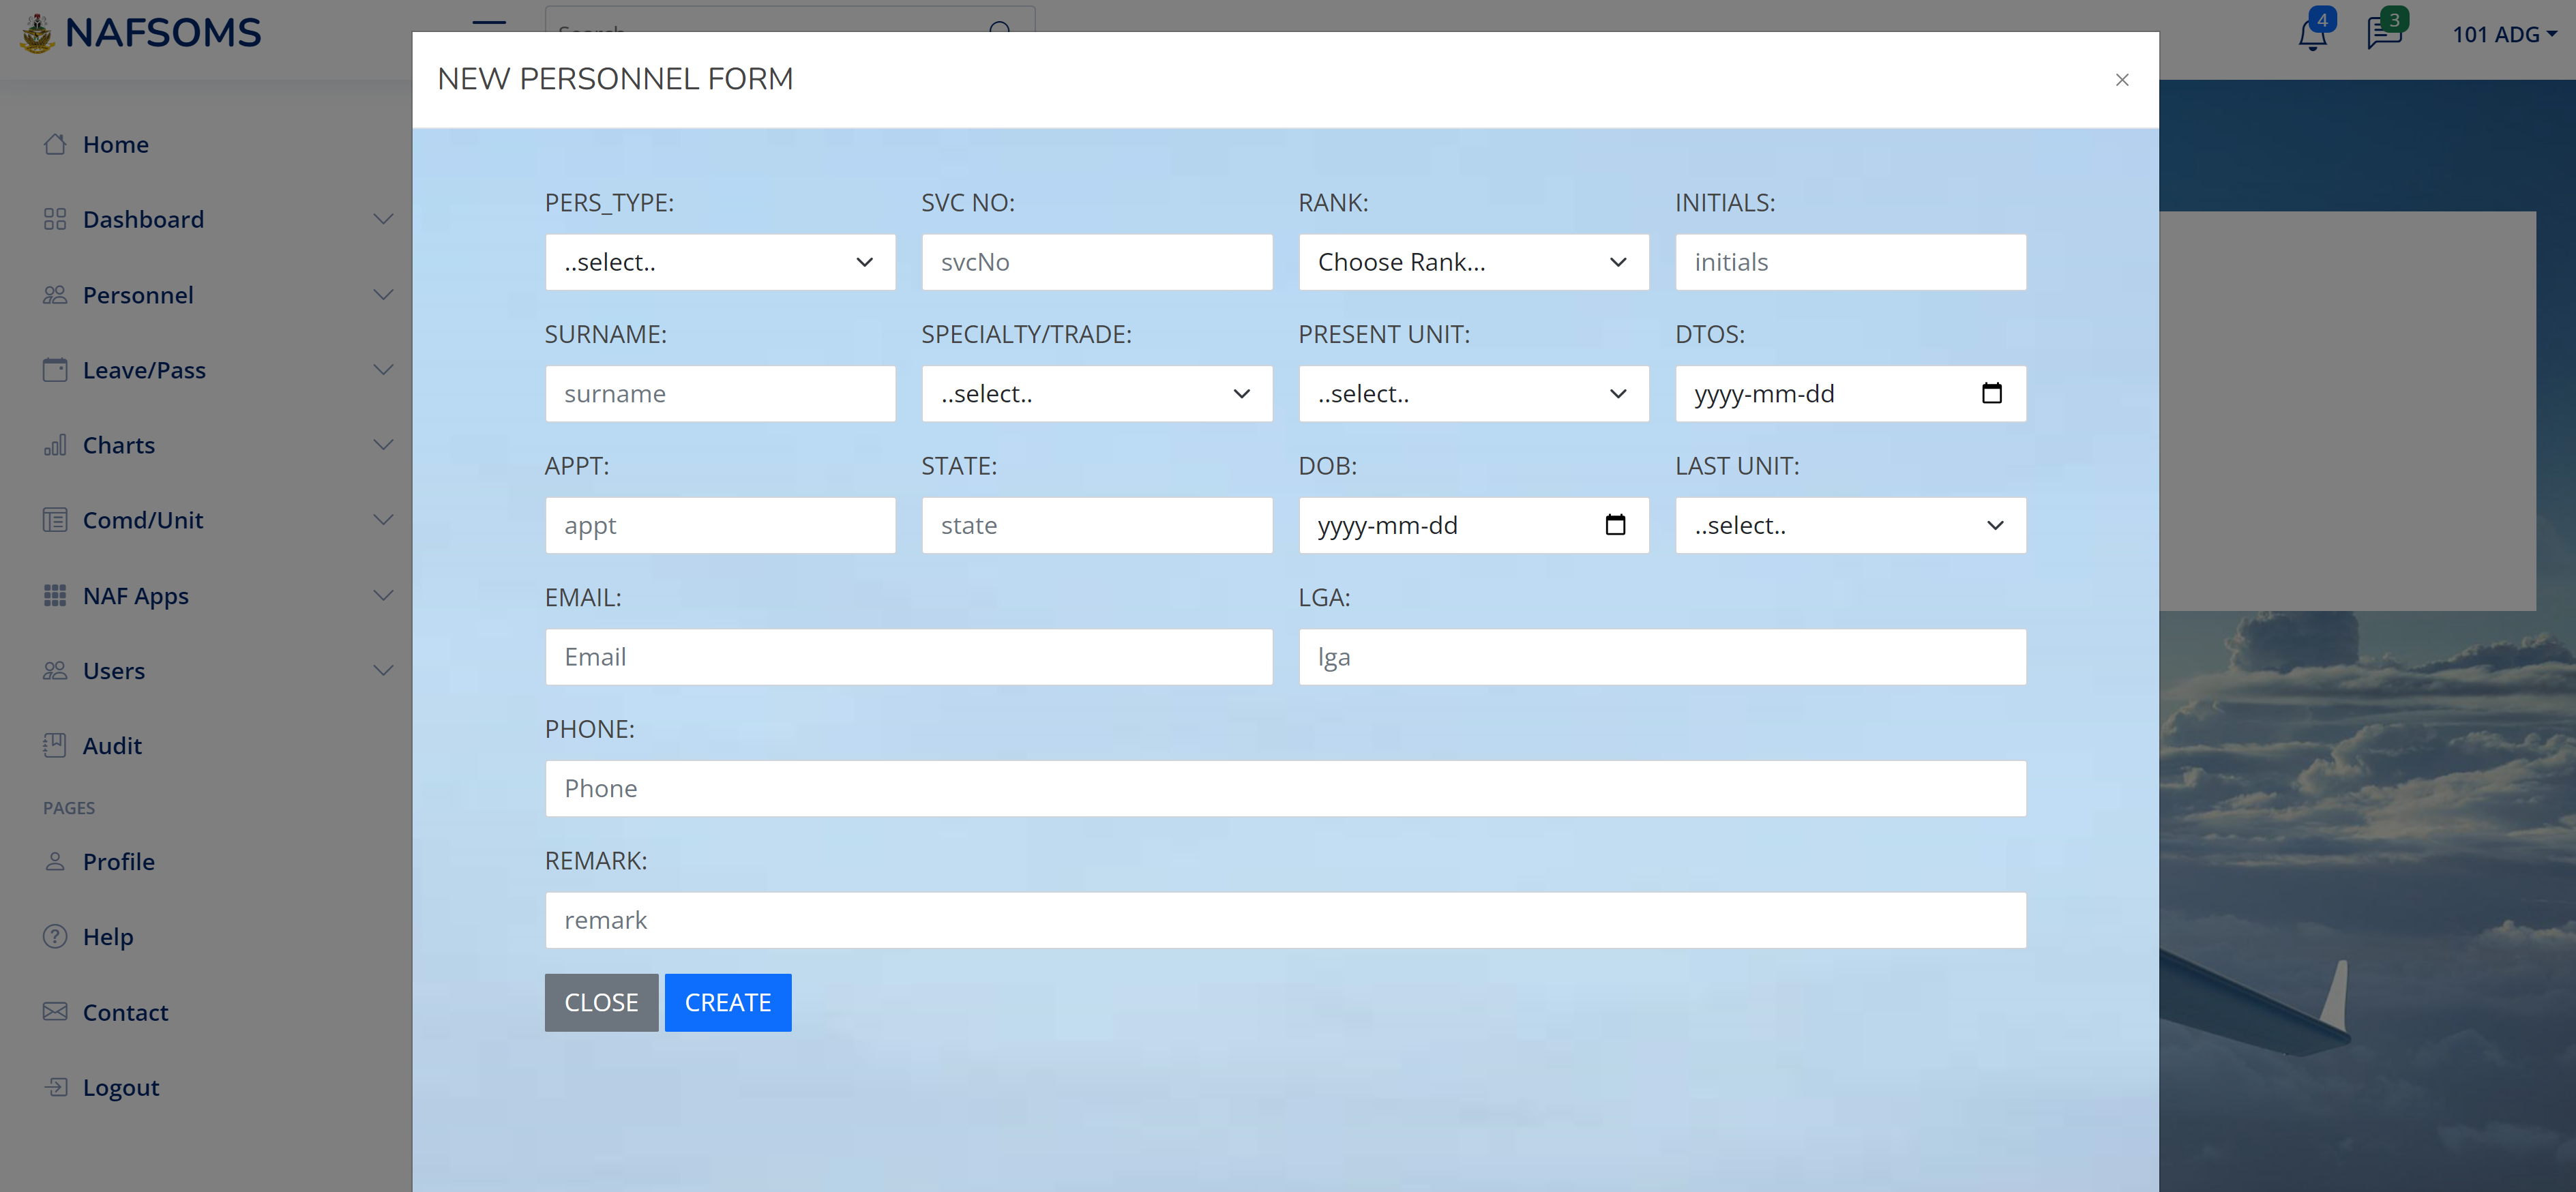 NAFSOMS
Search
4
3
101 ADG
NEW PERSONNEL FORM
×
Home
Dashboard
Personnel
Leave/Pass
Charts
Comd/Unit
NAF Apps
Users
Audit
PAGES
Profile
Help
Contact
Logout
PERS_TYPE: SVC NO: RANK: INITIALS:
..select.. svcNo Choose Rank... initials
SURNAME: SPECIALTY/TRADE: PRESENT UNIT: DTOS:
surname ..select.. ..select.. yyyy-mm-dd
APPT: STATE: DOB: LAST UNIT:
appt state yyyy-mm-dd ..select..
EMAIL: LGA:
Email lga
PHONE:
Phone
REMARK:
remark
CLOSE CREATE